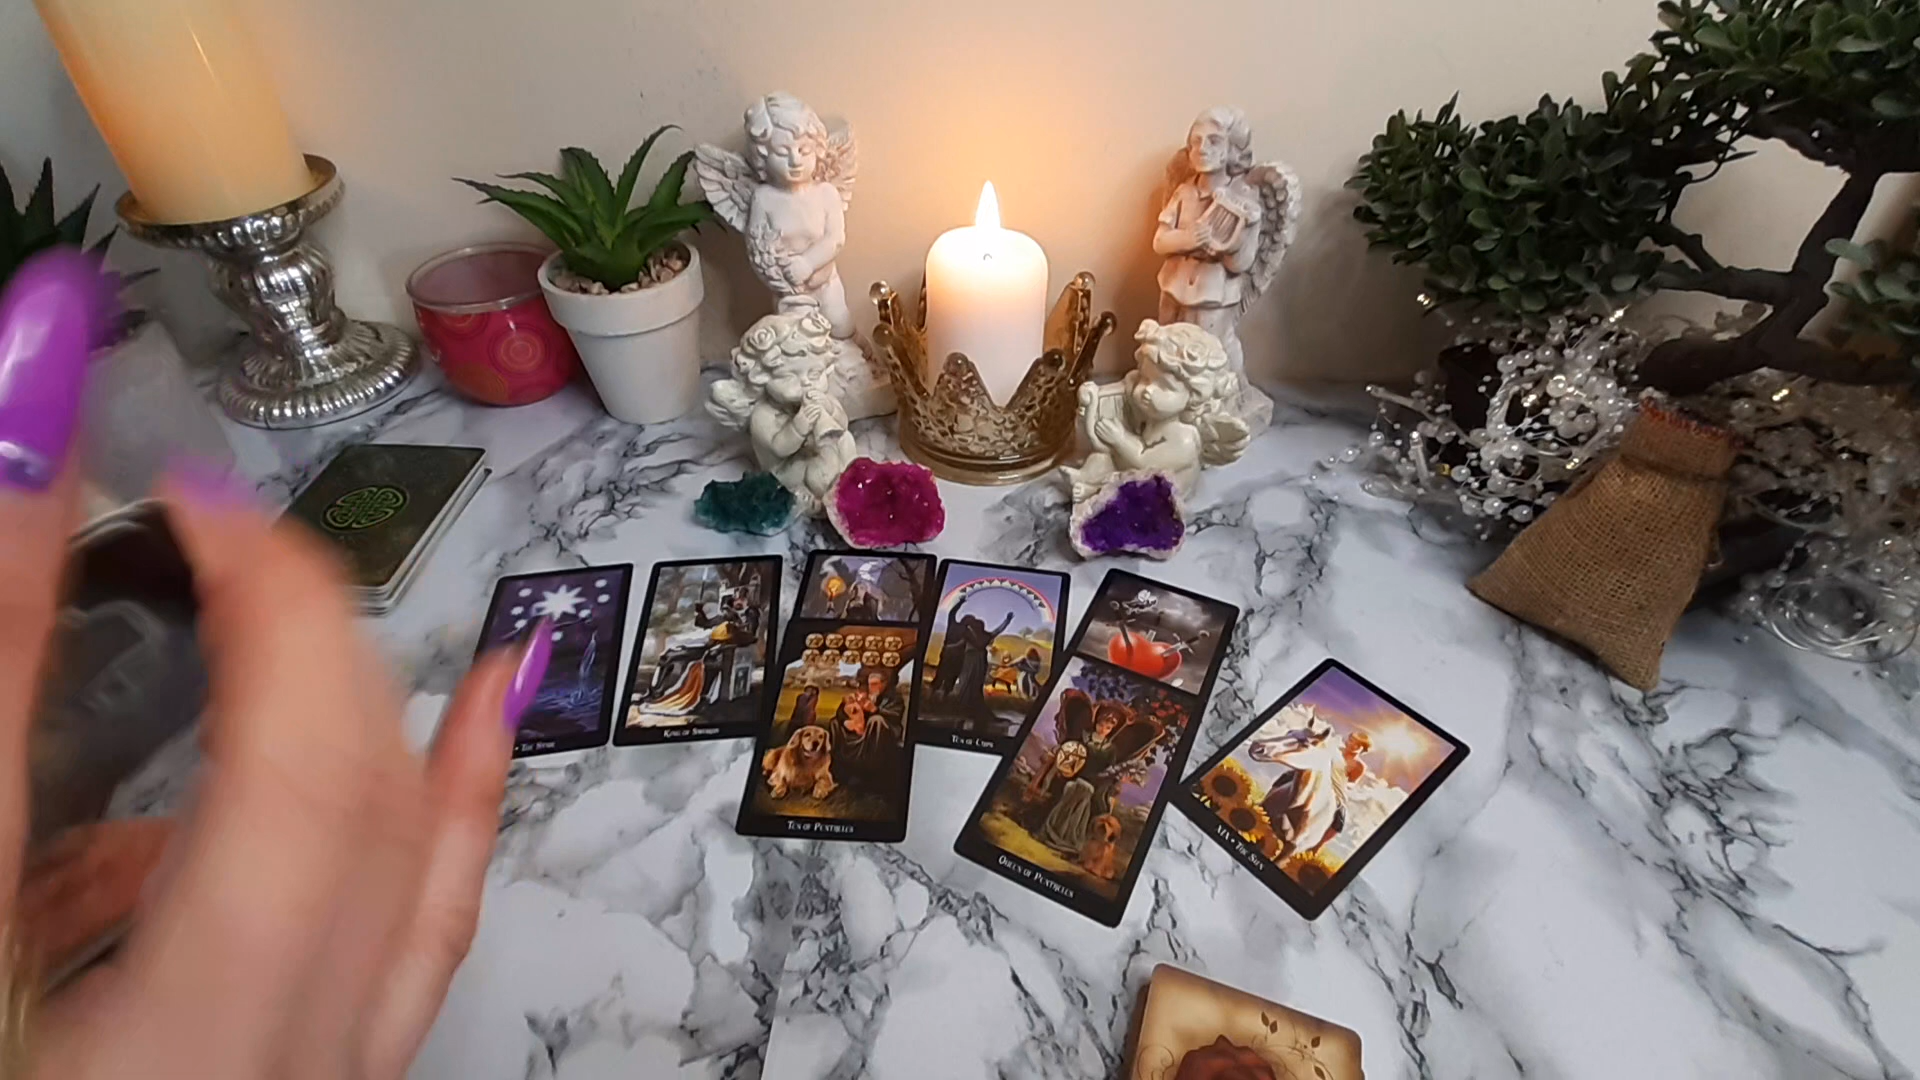 • The Star
King of Swords
Ten of Pentacles
Ten of Cups
Queen of Pentacles
XIX • The Sun